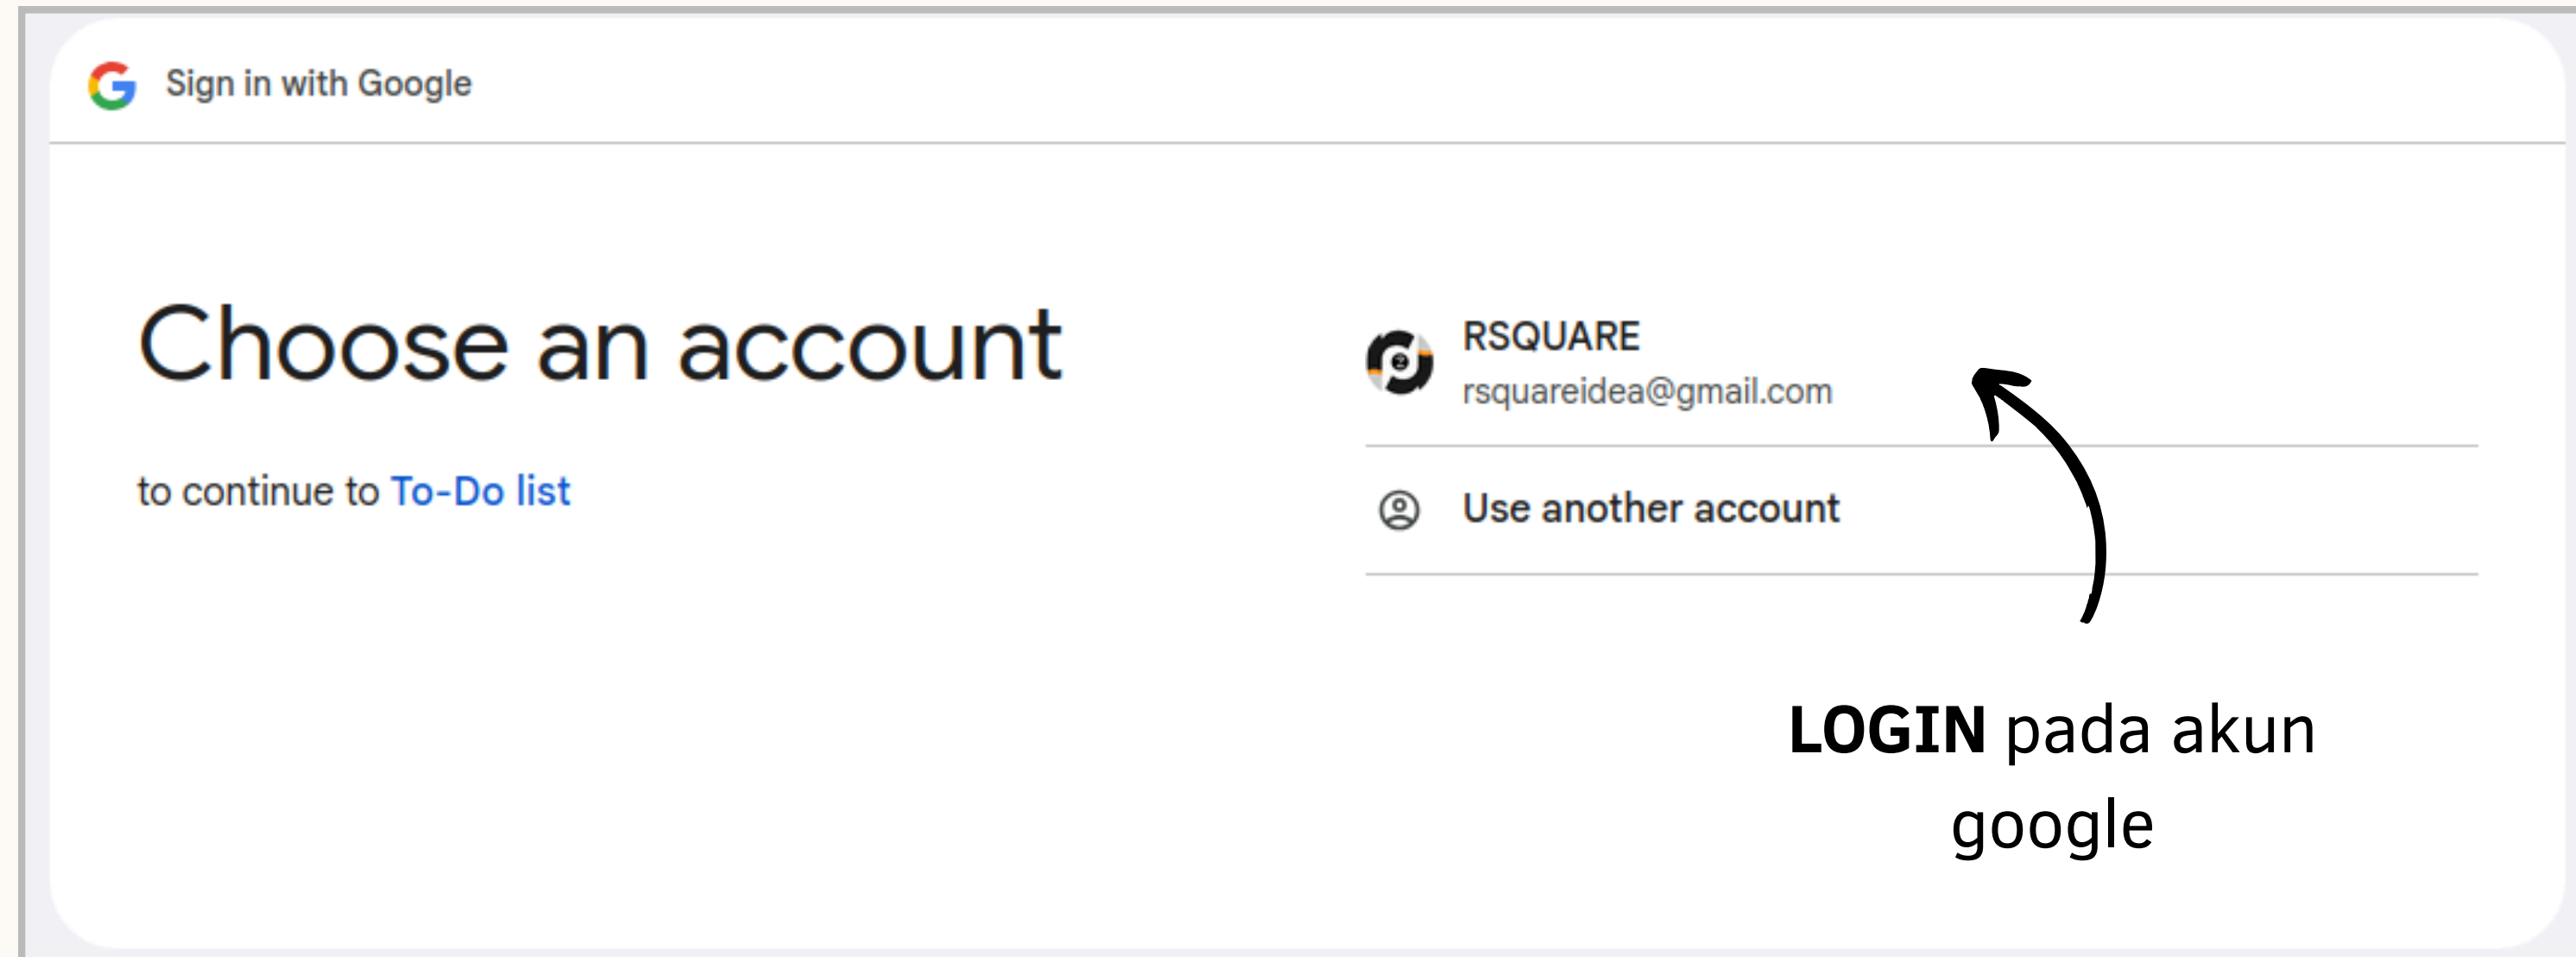 Sign in with Google
Choose an account
to continue to To-Do list
RSQUARE
rsquareidea@gmail.com
Use another account
LOGIN pada akun
google